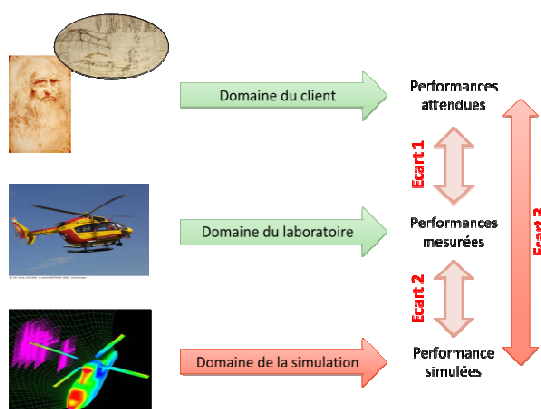 Domaine du client
Performances
attendues
Ecart 1
Domaine du laboratoire
Performances
mesurées
Ecart 2
Ecart 3
Domaine de la simulation
Performance
simulées